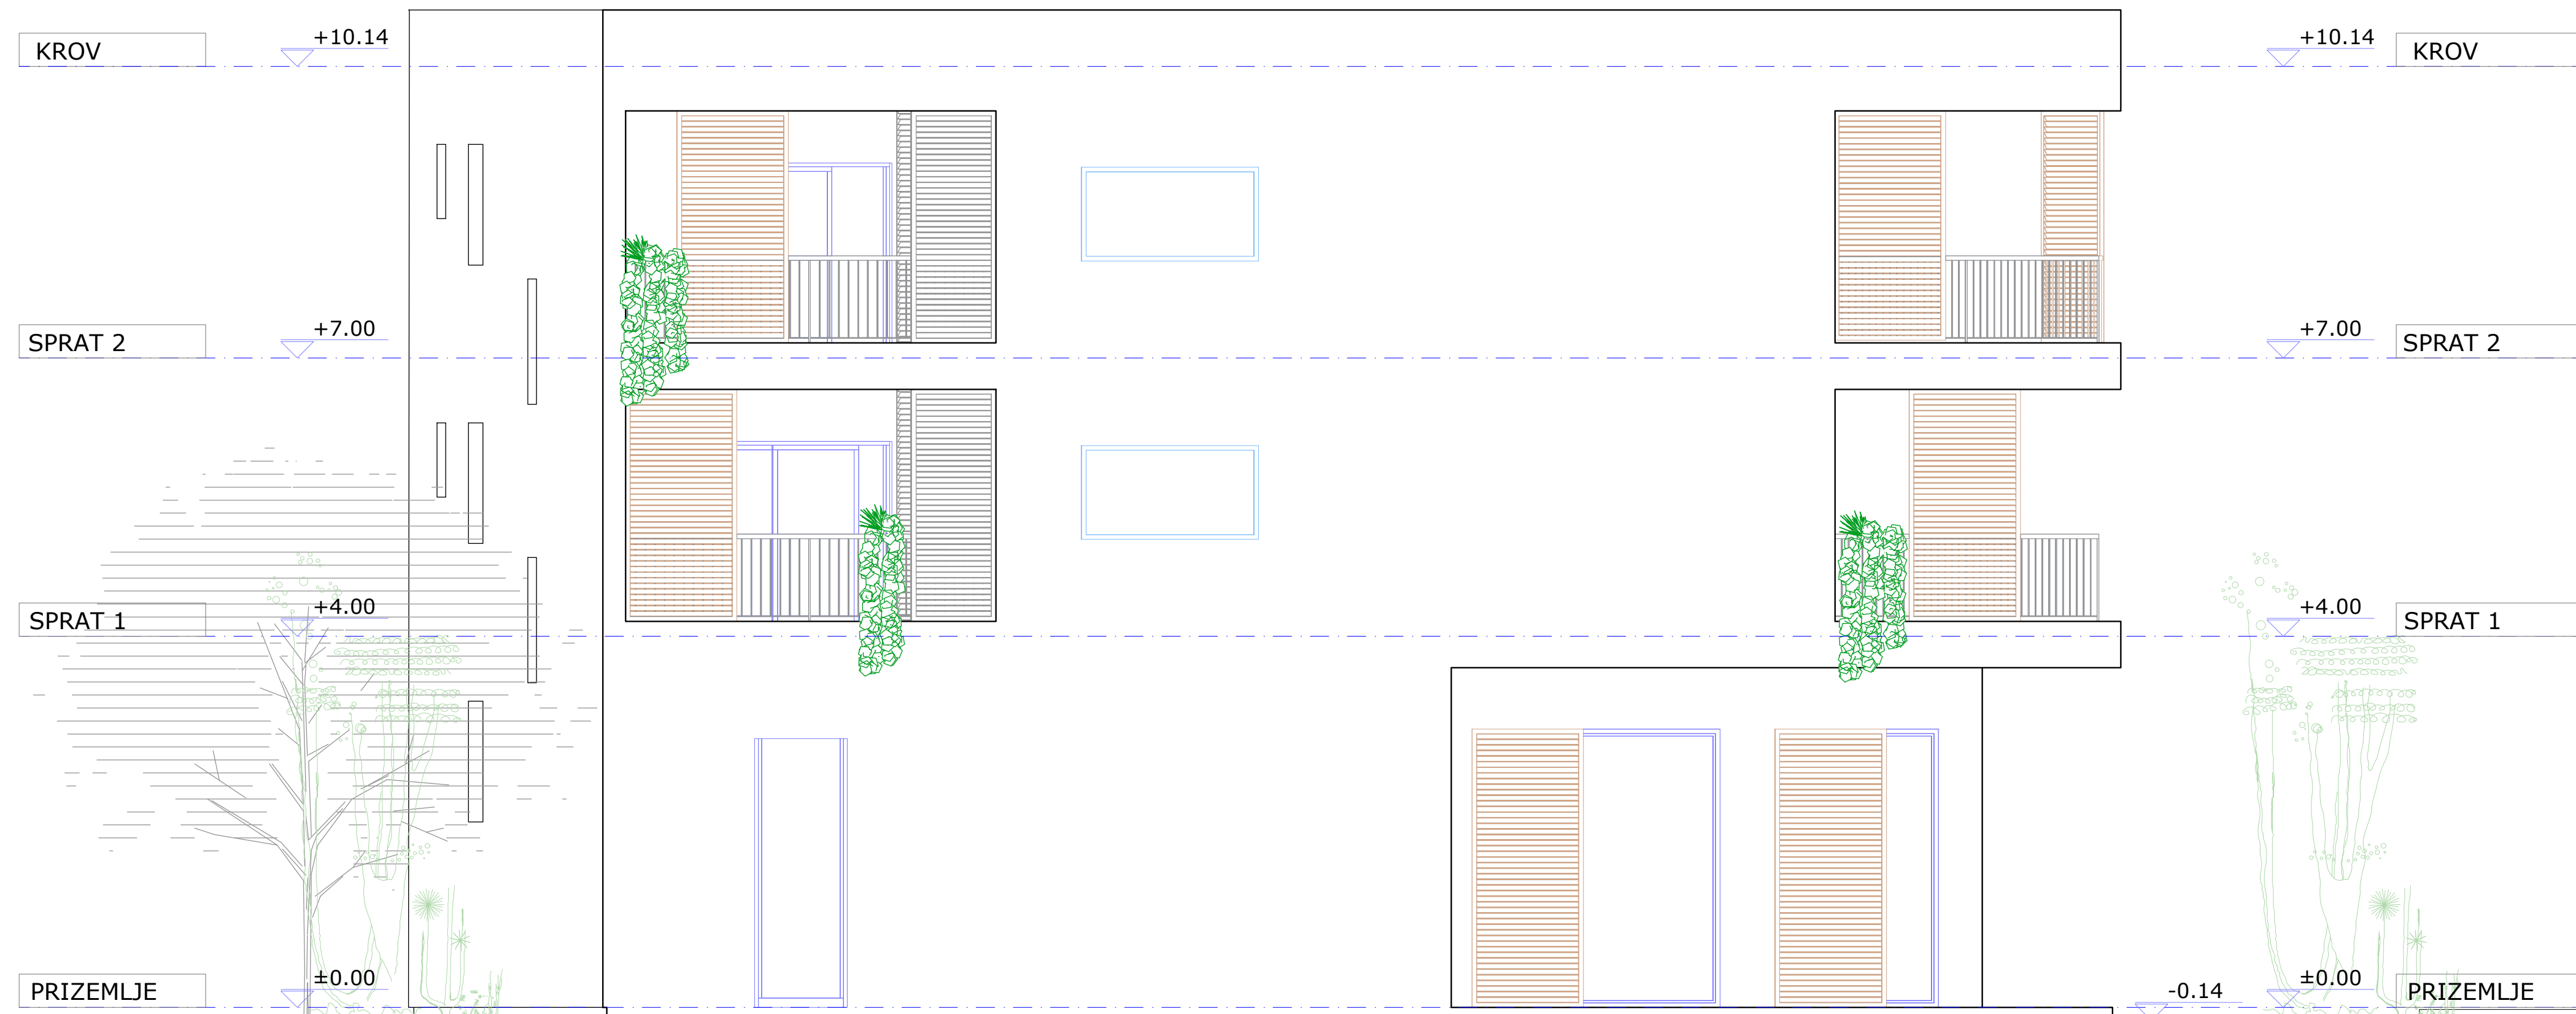 KROV +10.14 +10.14 KROV
SPRAT 2 +7.00 +7.00 SPRAT 2
SPRAT 1 +4.00 +4.00 SPRAT 1
PRIZEMLJE ±0.00 -0.14 ±0.00 PRIZEMLJE